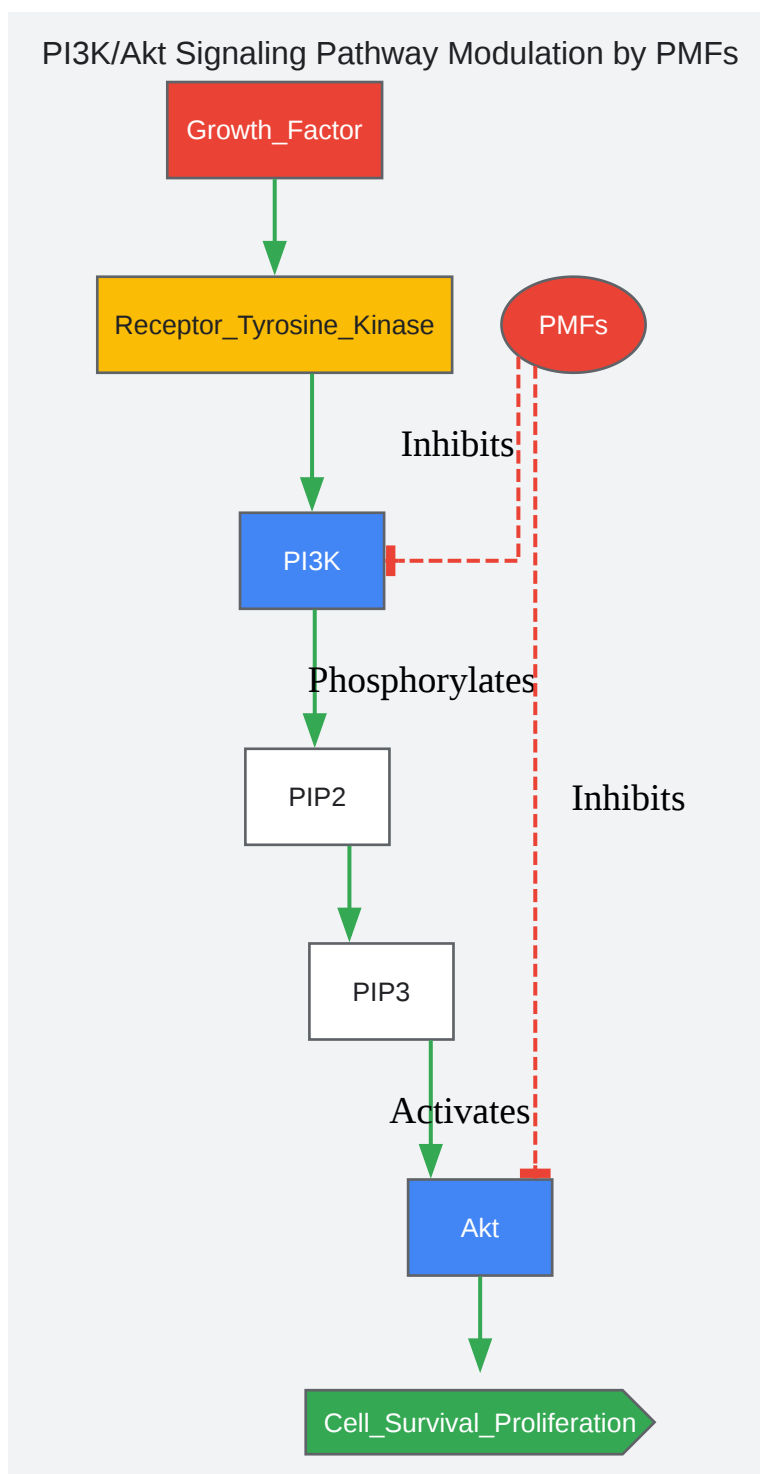 PI3K/Akt Signaling Pathway Modulation by PMFs
Growth_Factor
Receptor_Tyrosine_Kinase
PMFs
Inhibits
PI3K
Phosphorylates
PIP2
Inhibits
PIP3
Activates
Akt
Cell_Survival_Proliferation